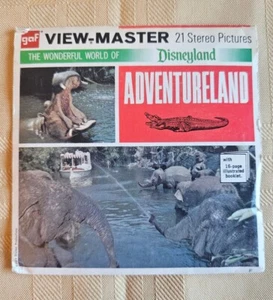 gaf VIEW-MASTER 21 Stereo Pictures
THE WONDERFUL WORLD OF Disneyland
ADVENTURELAND
with
16-page
illustrated
booklet.